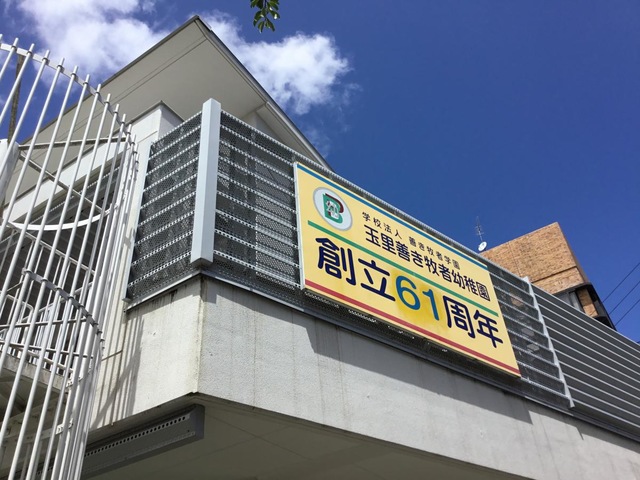 学校法人 善き牧者学園
玉里善き牧者幼稚園
創立61周年